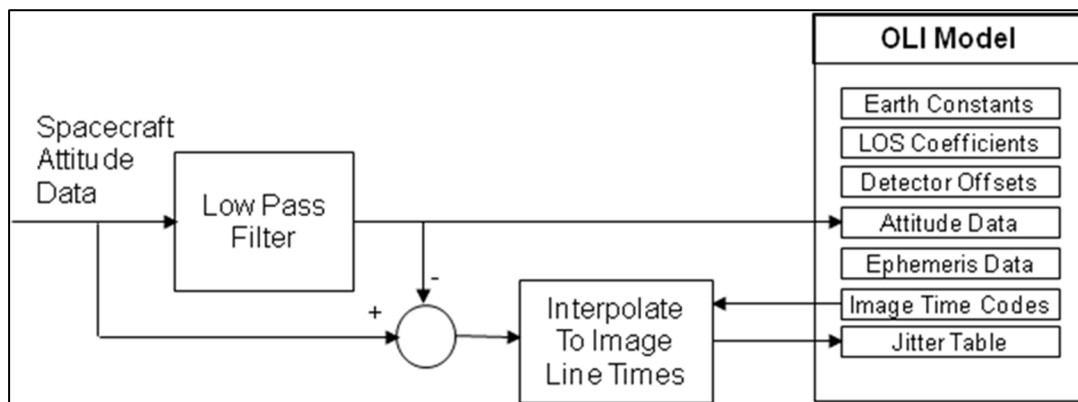 OLI Model
Earth Constants
LOS Coefficients
Detector Offsets
Attitude Data
Ephemeris Data
Image Time Codes
Jitter Table
Spacecraft
Attitude
Data
Low Pass
Filter
-
+
Interpolate
To Image
Line Times